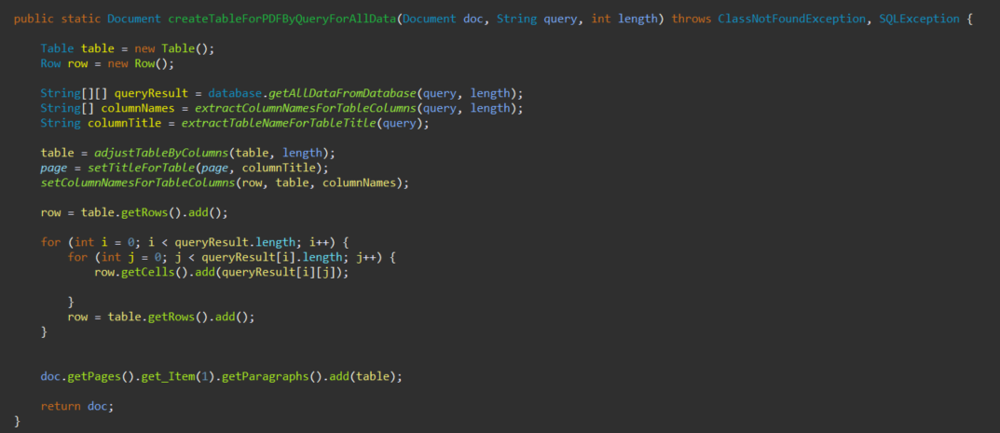 public static Document createTableForPDFByQueryForAllData(Document doc, String query, int length) throws ClassNotFoundException, SQLException {
Table table = new Table();
Row row = new Row();
String[][] queryResult = database.getAllDataFromDatabase(query, length);
String[] columnNames = extractColumnNamesForTableColumns(query, length);
String columnTitle = extractTableNameForTableTitle(query);
table = adjustTableByColumns(table, length);
page = setTitleForTable(page, columnTitle);
setColumnNamesForTableColumns(row, table, columnNames);
row = table.getRows().add();
for (int i = 0; i < queryResult.length; i++) {
for (int j = 0; j < queryResult[i].length; j++) {
row.getCells().add(queryResult[i][j]);
}
row = table.getRows().add();
}
doc.getPages().get_Item(1).getParagraphs().add(table);
return doc;
}